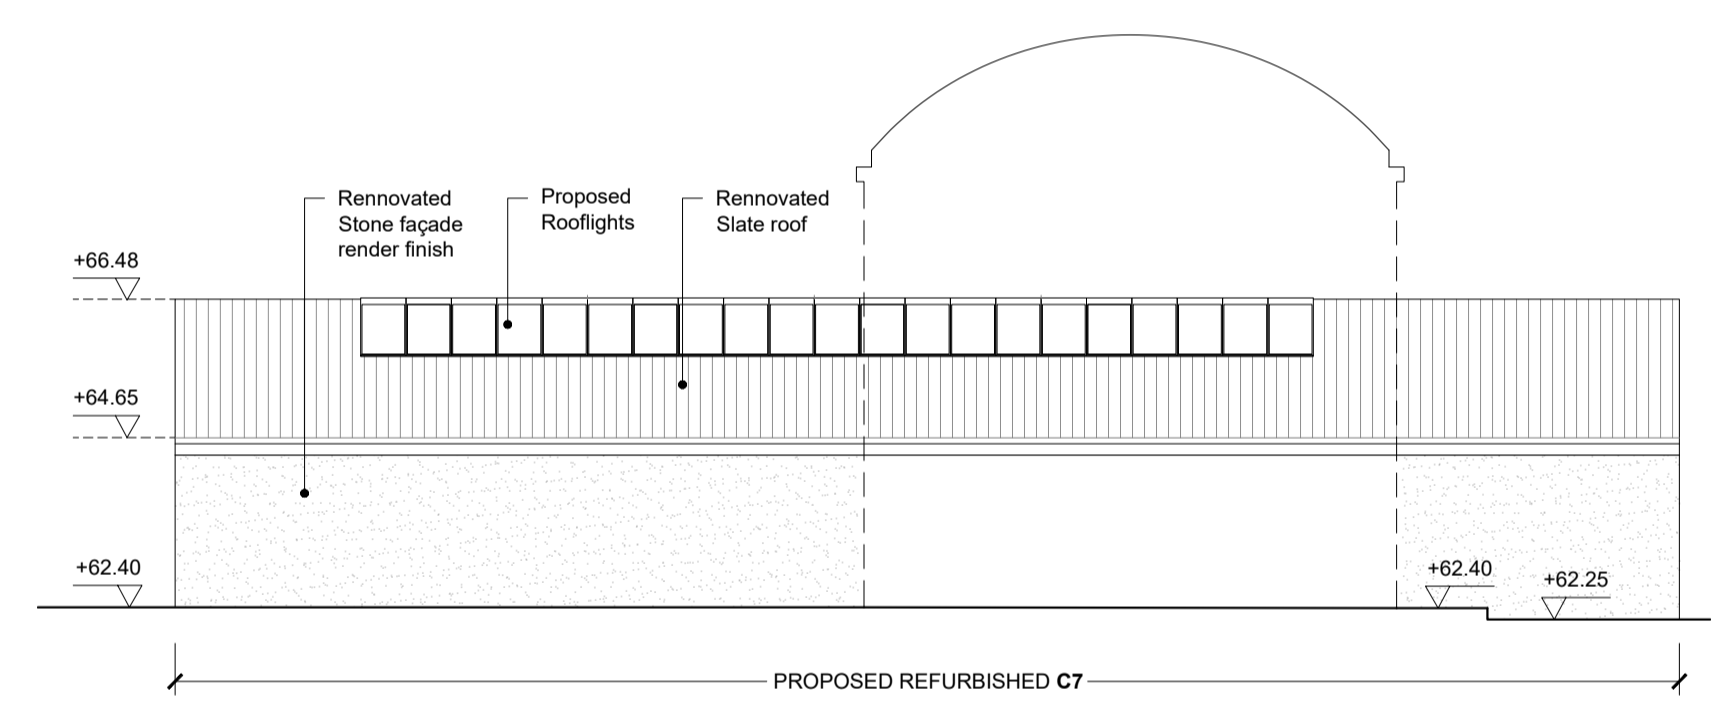 Rennovated
Stone façade
render finish
Proposed
Rooflights
Rennovated
Slate roof
+66.48
+64.65
+62.40
+62.40
+62.25
PROPOSED REFURBISHED C7